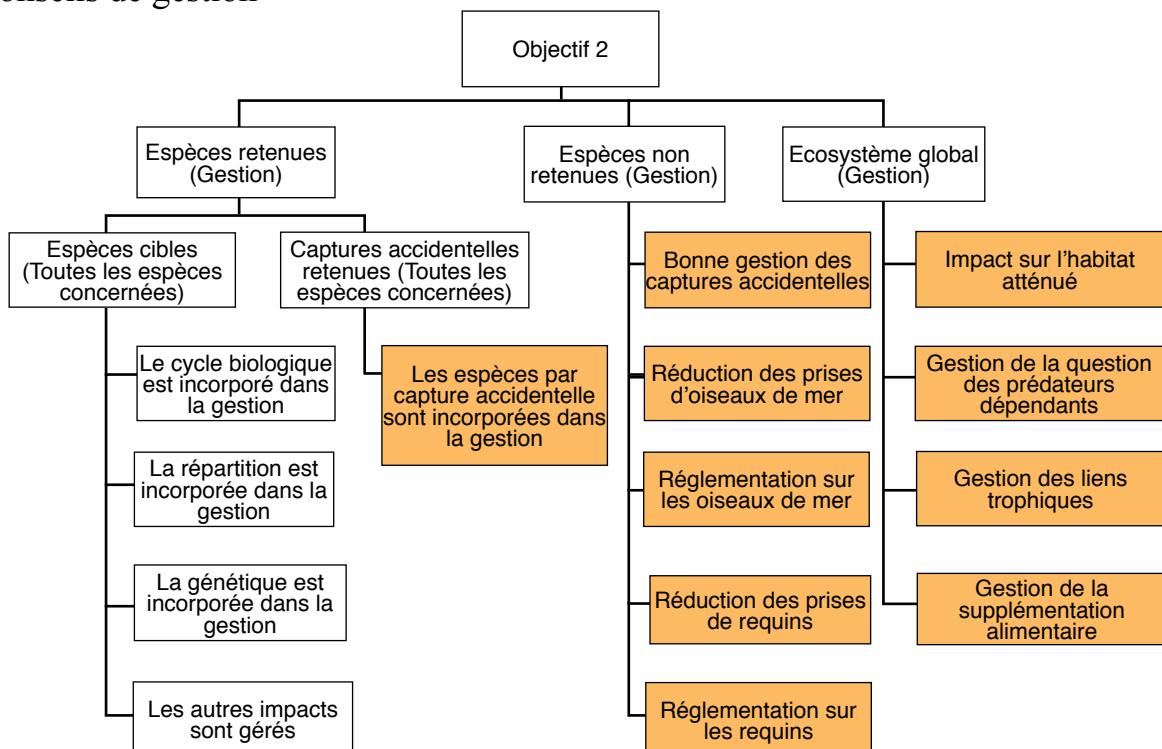 de gestion
Objectif 2
Espèces retenues
(Gestion)
Espèces non
retenues (Gestion)
Ecosystème global
(Gestion)
Espèces cibles
(Toutes les espèces
concernées)
Captures accidentelles
retenues (Toutes les
espèces concernées)
Le cycle biologique
est incorporé dans
la gestion
La répartition est
incorporée dans la
gestion
La génétique est
incorporée dans la
gestion
Les autres impacts
sont gérés
Les espèces par
capture accidentelle
sont incorporées dans
la gestion
Bonne gestion des
captures accidentelles
Réduction des prises
d'oiseaux de mer
Réglementation sur
les oiseaux de mer
Réduction des prises
de requins
Réglementation sur
les requins
Impact sur l'habitat
atténué
Gestion de la question
des prédateurs
dépendants
Gestion des liens
trophiques
Gestion de la
supplémentation
alimentaire